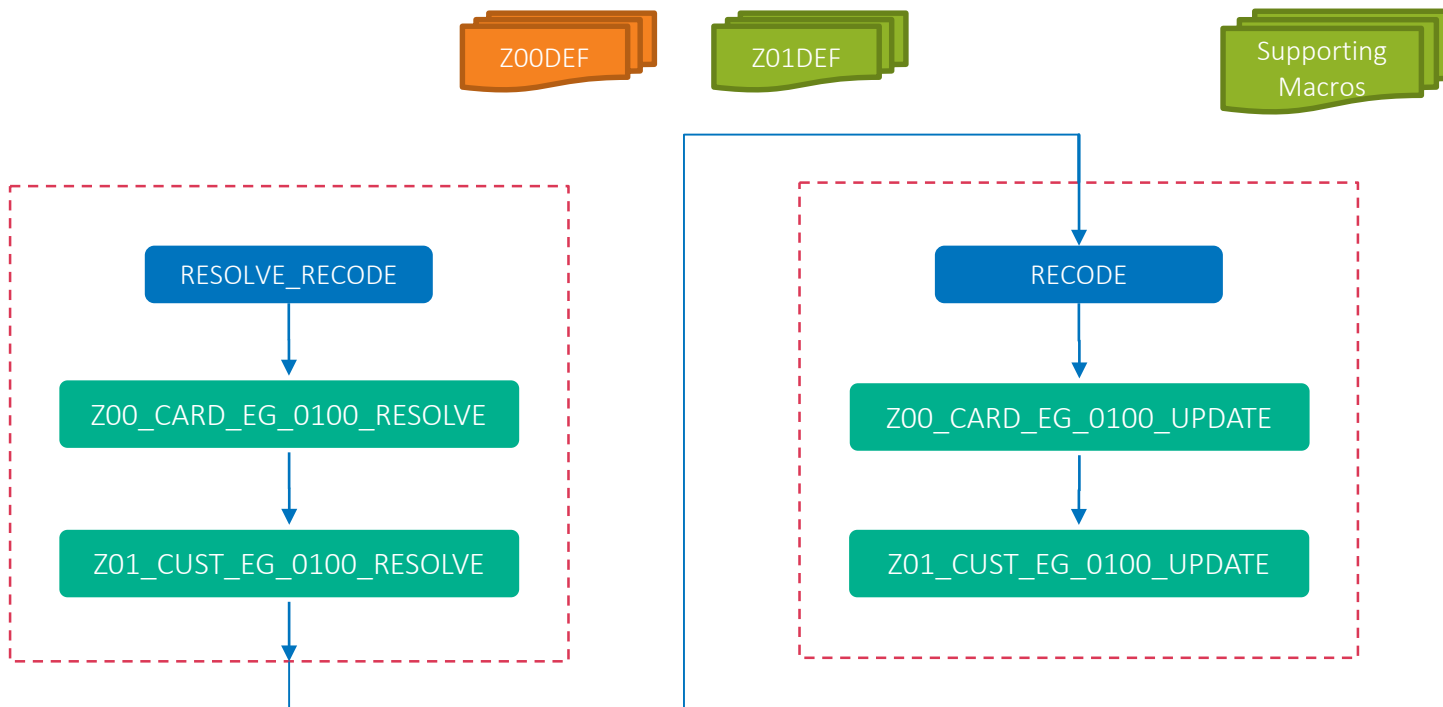 Z00DEF
Z01DEF
Supporting
Macros
RESOLVE_RECODE
Z00_CARD_EG_0100_RESOLVE
Z01_CUST_EG_0100_RESOLVE
RECODE
Z00_CARD_EG_0100_UPDATE
Z01_CUST_EG_0100_UPDATE